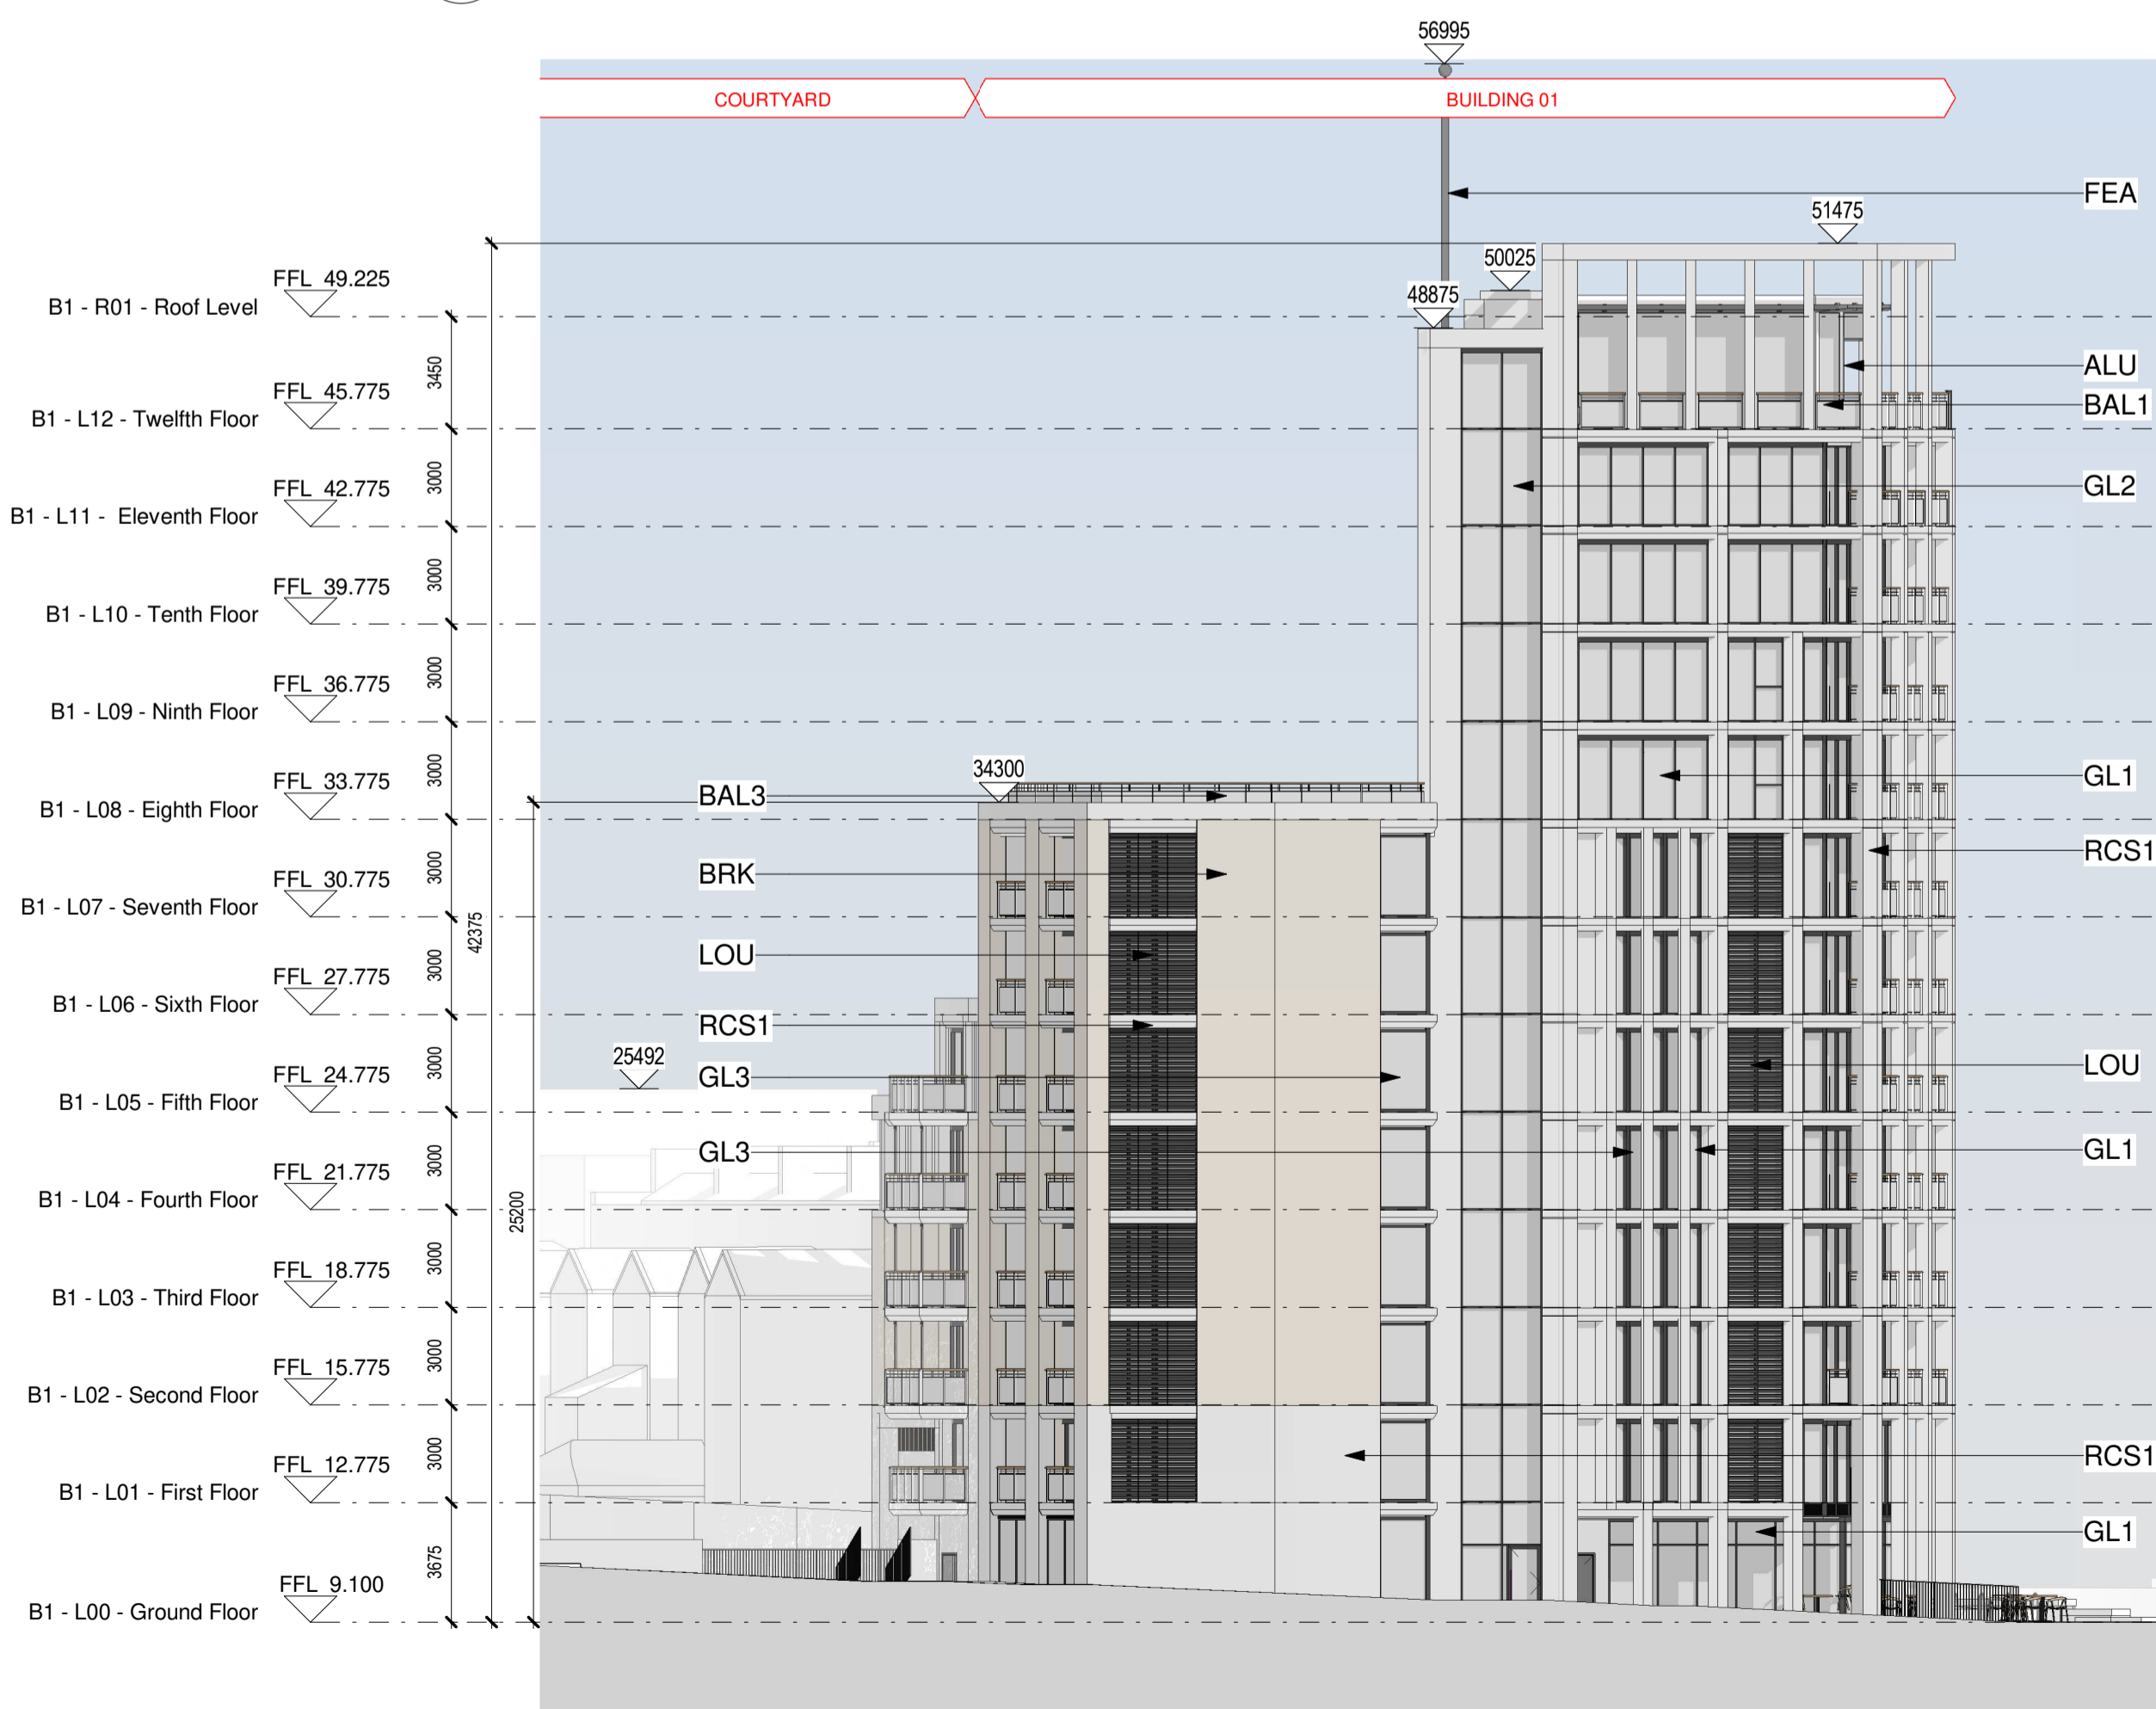 56995
COURTYARD
BUILDING 01
FEA
51475
50025
48875
FFL 49.225
B1 - R01 - Roof Level
3450
ALU
FFL 45.775
B1 - L12 - Twelfth Floor
BAL1
3000
GL2
FFL 42.775
B1 - L11 - Eleventh Floor
3000
FFL 39.775
B1 - L10 - Tenth Floor
3000
FFL 36.775
B1 - L09 - Ninth Floor
3000
34300
GL1
BAL3
FFL 33.775
B1 - L08 - Eighth Floor
3000
RCS1
BRK
FFL 30.775
B1 - L07 - Seventh Floor
42375
3000
LOU
FFL 27.775
B1 - L06 - Sixth Floor
RCS1
3000
25492
LOU
GL3
FFL 24.775
B1 - L05 - Fifth Floor
3000
GL3
GL1
FFL 21.775
B1 - L04 - Fourth Floor
25200
3000
FFL 18.775
B1 - L03 - Third Floor
3000
FFL 15.775
B1 - L02 - Second Floor
3000
RCS1
FFL 12.775
B1 - L01 - First Floor
GL1
3675
FFL 9.100
B1 - L00 - Ground Floor